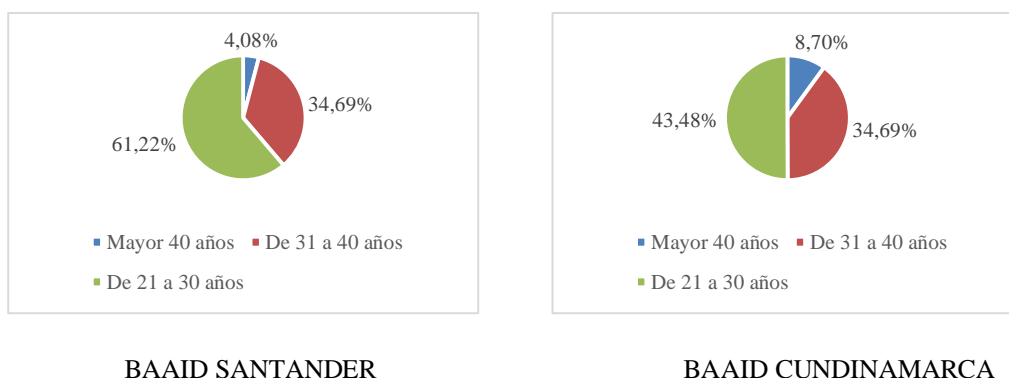 4,08%
34,69%
61,22%
Mayor 40 años De 31 a 40 años
De 21 a 30 años
BAAID SANTANDER
8,70%
34,69%
43,48%
Mayor 40 años De 31 a 40 años
De 21 a 30 años
BAAID CUNDINAMARCA